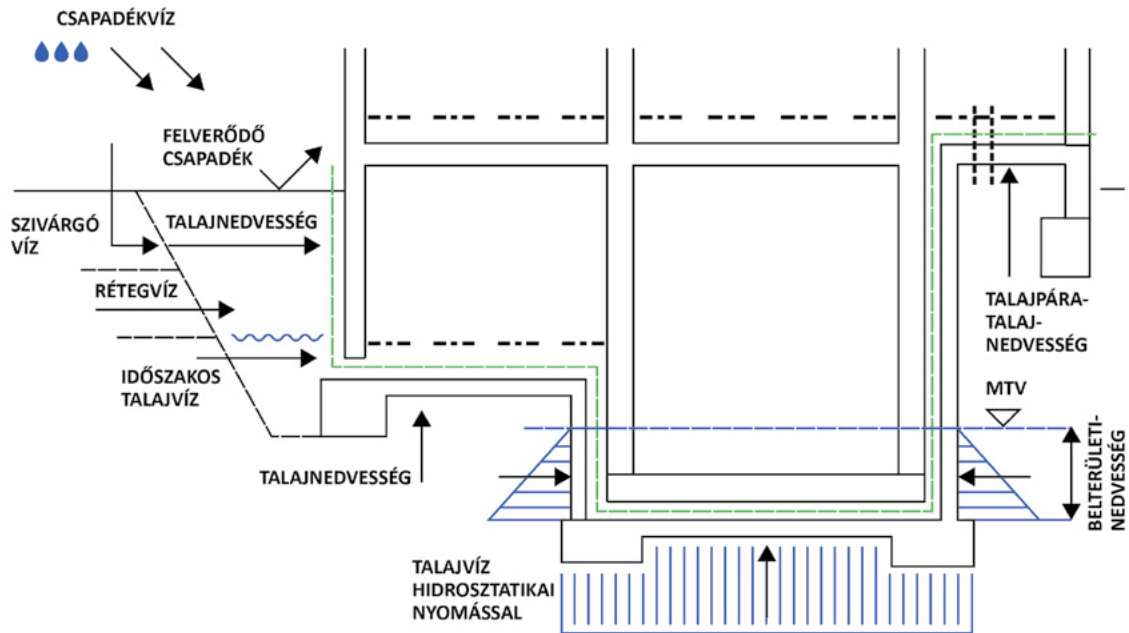 CSAPADÉKVÍZ
FELVERŐDŐ
CSAPADÉK
SZIVÁRGÓ
VÍZ
TALAJNEDVESSÉG
RÉTEGVÍZ
IDŐSZAKOS
TALAJVÍZ
TALAJNEDVESSÉG
TALAJVÍZ
HIDROSZTATIKAI
NYOMÁSSAL
TALAJPÁRA-
TALAJ-
NEDVESSÉG
MTV
BELTERÜLETI-
NEDVESSÉG